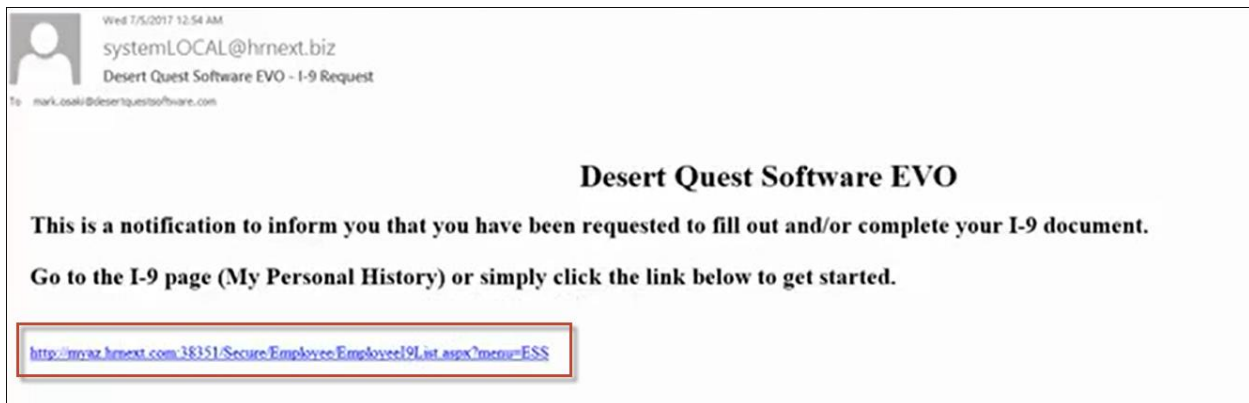 Wed 7/5/2017 12:54 AM
systemLOCAL@hrnext.biz
Desert Quest Software EVO - I-9 Request
To mark.osaki@desertquestsoftware.com
Desert Quest Software EVO
This is a notification to inform you that you have been requested to fill out and/or complete your I-9 document.
Go to the I-9 page (My Personal History) or simply click the link below to get started.
http://myaz.hrnext.com:38351/Secure/Employee/EmployeeI9List.aspx?menu=ESS